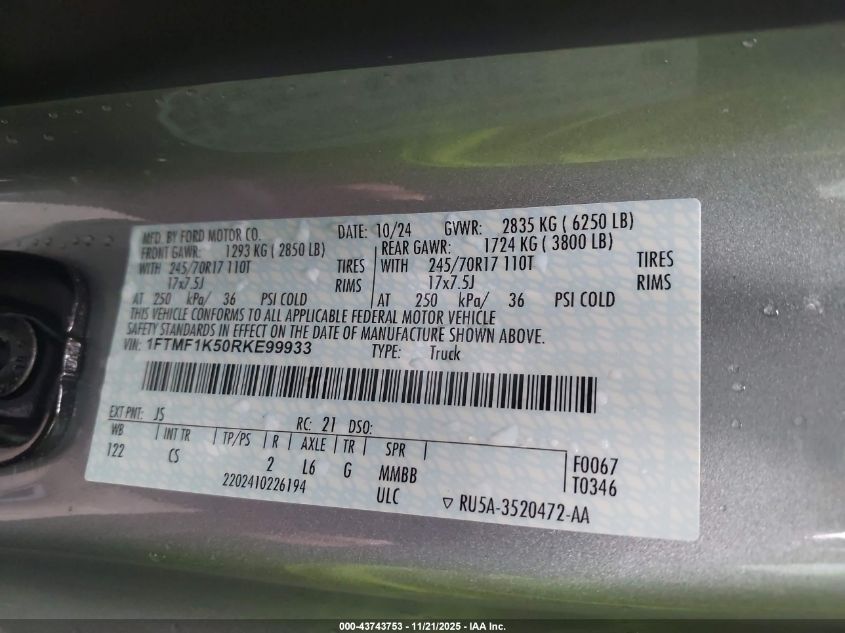 MFD. BY FORD MOTOR CO. DATE: 10/24 GVWR: 2835 KG ( 6250 LB)
FRONT GAWR: 1293 KG ( 2850 LB) REAR GAWR: 1724 KG ( 3800 LB)
WITH 245/70R17 110T TIRES WITH 245/70R17 110T TIRES
17x7.5J RIMS 17x7.5J RIMS
AT 250 kPa/ 36 PSI COLD AT 250 kPa/ 36 PSI COLD
THIS VEHICLE CONFORMS TO ALL APPLICABLE FEDERAL MOTOR VEHICLE
SAFETY STANDARDS IN EFFECT ON THE DATE OF MANUFACTURE SHOWN ABOVE.
VIN: 1FTMF1K50RKE99933 TYPE: Truck
EXT PNT: JS RC: 21 DSO:
WB INT TR TP/PS R AXLE TR SPR
122 CS 2 L6 G MMBB F0067
2202410226194 ULC T0346
▽ RU5A-3520472-AA
000-43743753 - 11/21/2025 - IAA Inc.